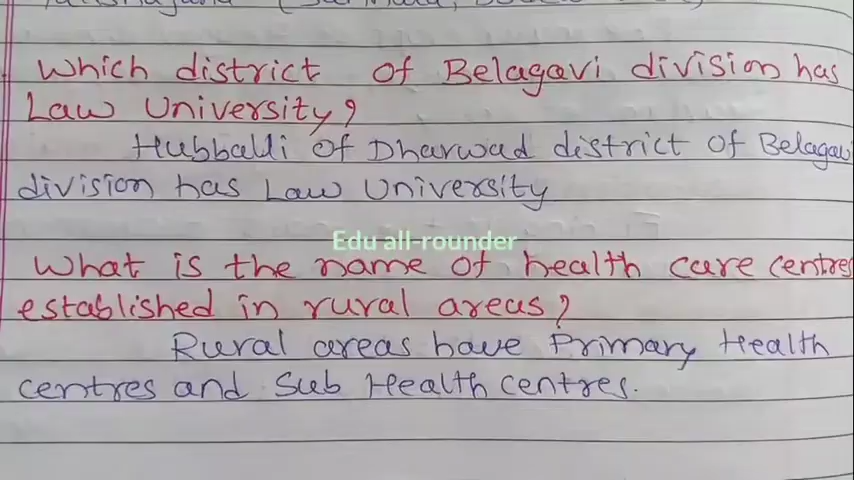 Which district of Belagavi division has
Law University?
Hubballi of Dharwad district of Belagav
division has Law University
Edu all-rounder
What is the name of health care centres
established in rural areas?
Rural areas have Primary Health
centres and Sub Health centres.